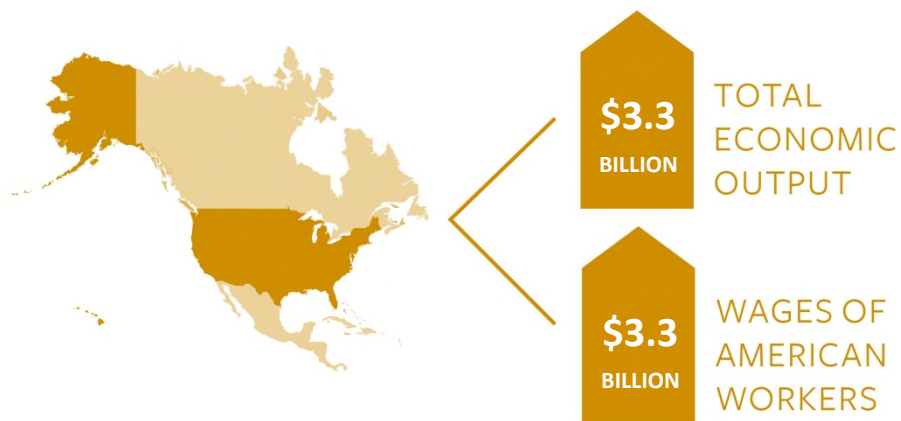 $3.3
BILLION
TOTAL
ECONOMIC
OUTPUT
$3.3
BILLION
WAGES OF
AMERICAN
WORKERS